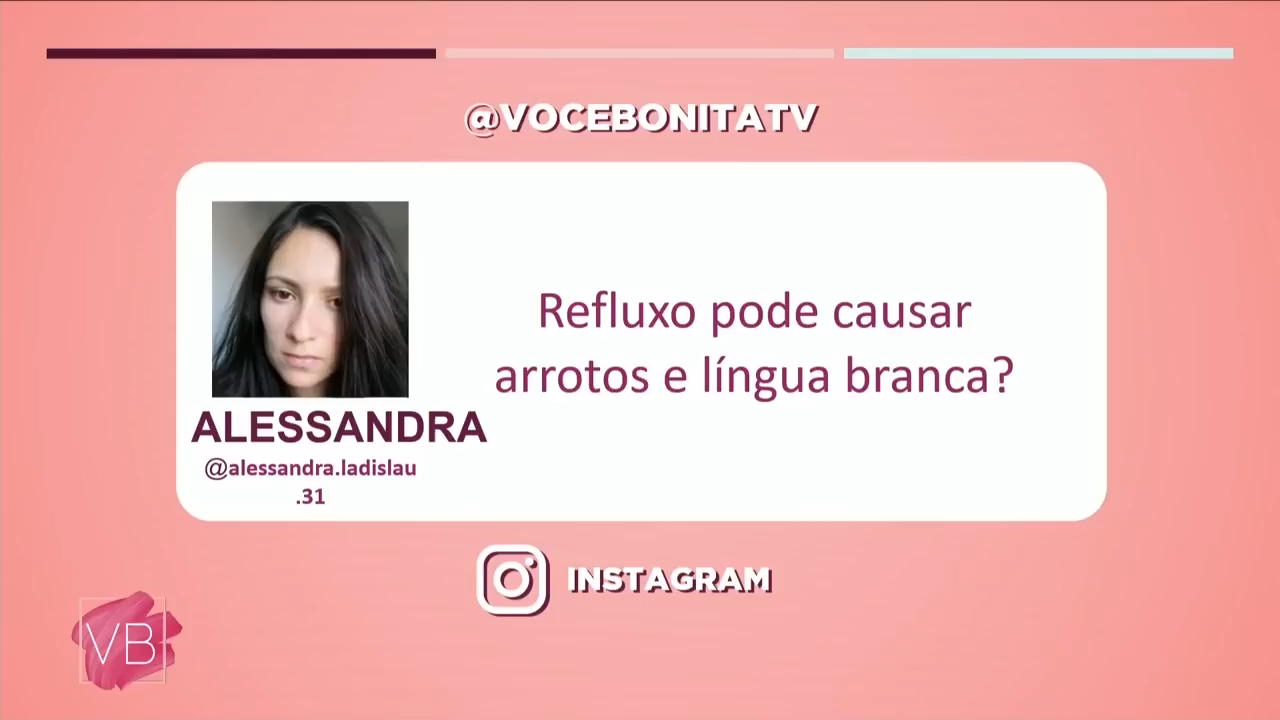 @VOCEBONITATV
Refluxo pode causar
arrotos e língua branca?
ALESSANDRA
@alessandra.ladislau
.31
INSTAGRAM
VB